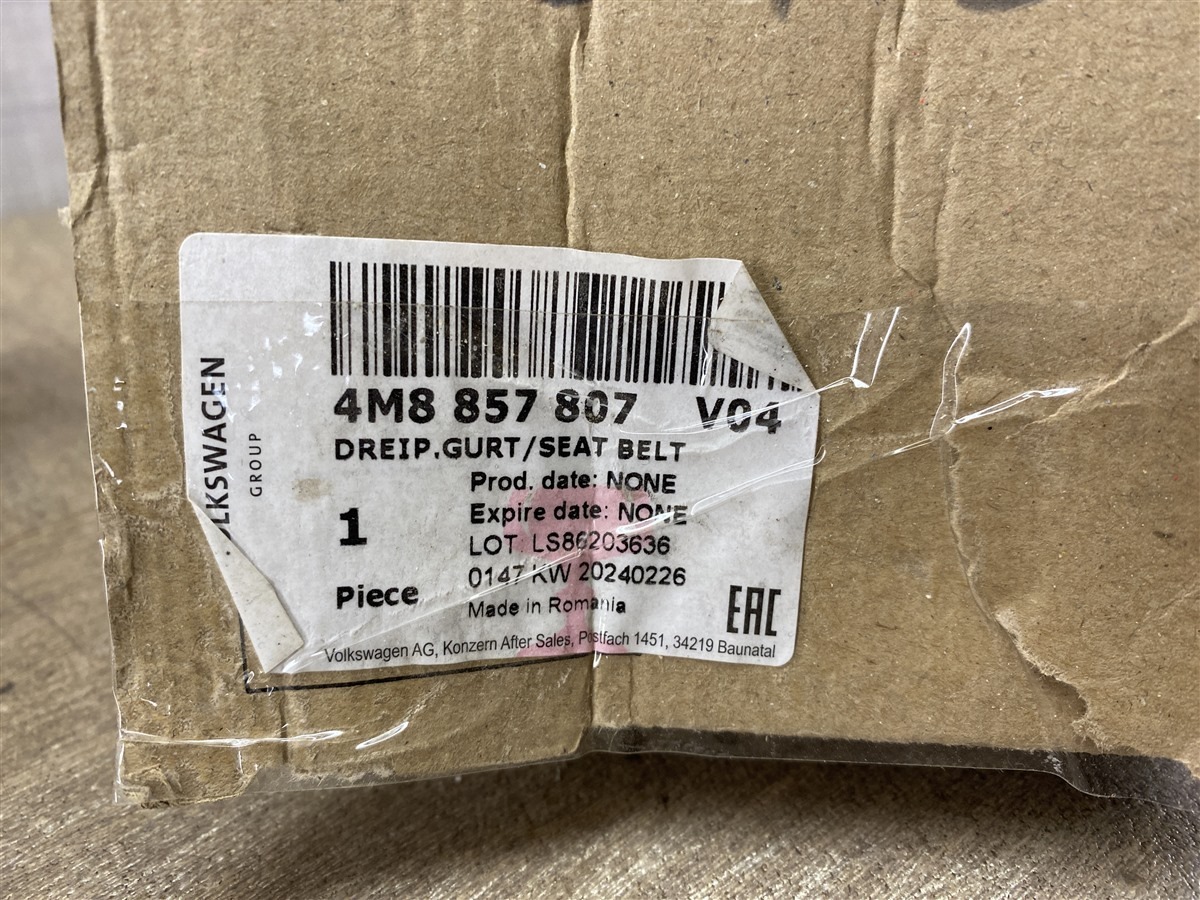 LKSWAGEN
GROUP
4M8 857 807 V04
DREIP.GURT/SEAT BELT
Prod. date: NONE
Expire date: NONE
1
LOT LS86203636
0147 KW 20240226
Piece
Made in Romania
EAC
Volkswagen AG, Konzern After Sales, Postfach 1451, 34219 Baunatal